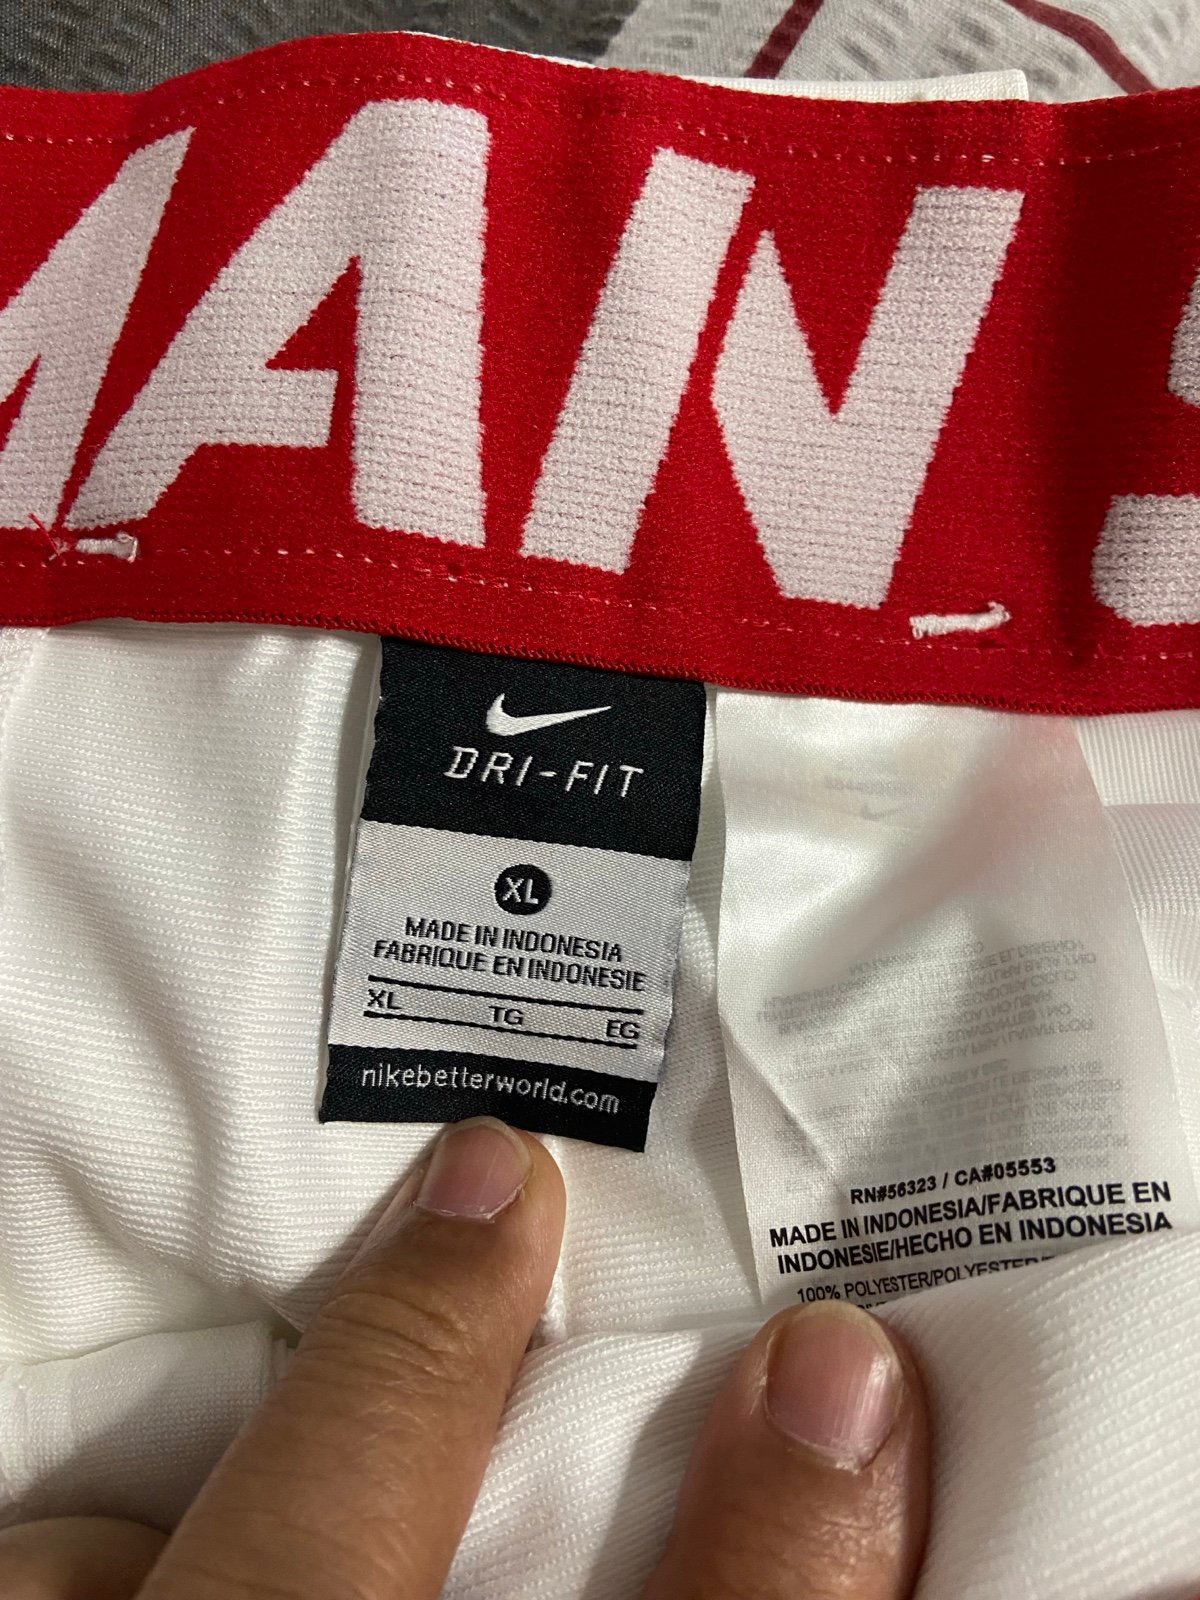 MAN S
DRI-FIT
XL
MADE IN INDONESIA
FABRIQUE EN INDONESIE
XL TG EG
nikebetterworld.com
RN#56323 / CA#05553
MADE IN INDONESIA/FABRIQUE EN
INDONESIE/HECHO EN INDONESIA
100% POLYESTER/POLYESTER